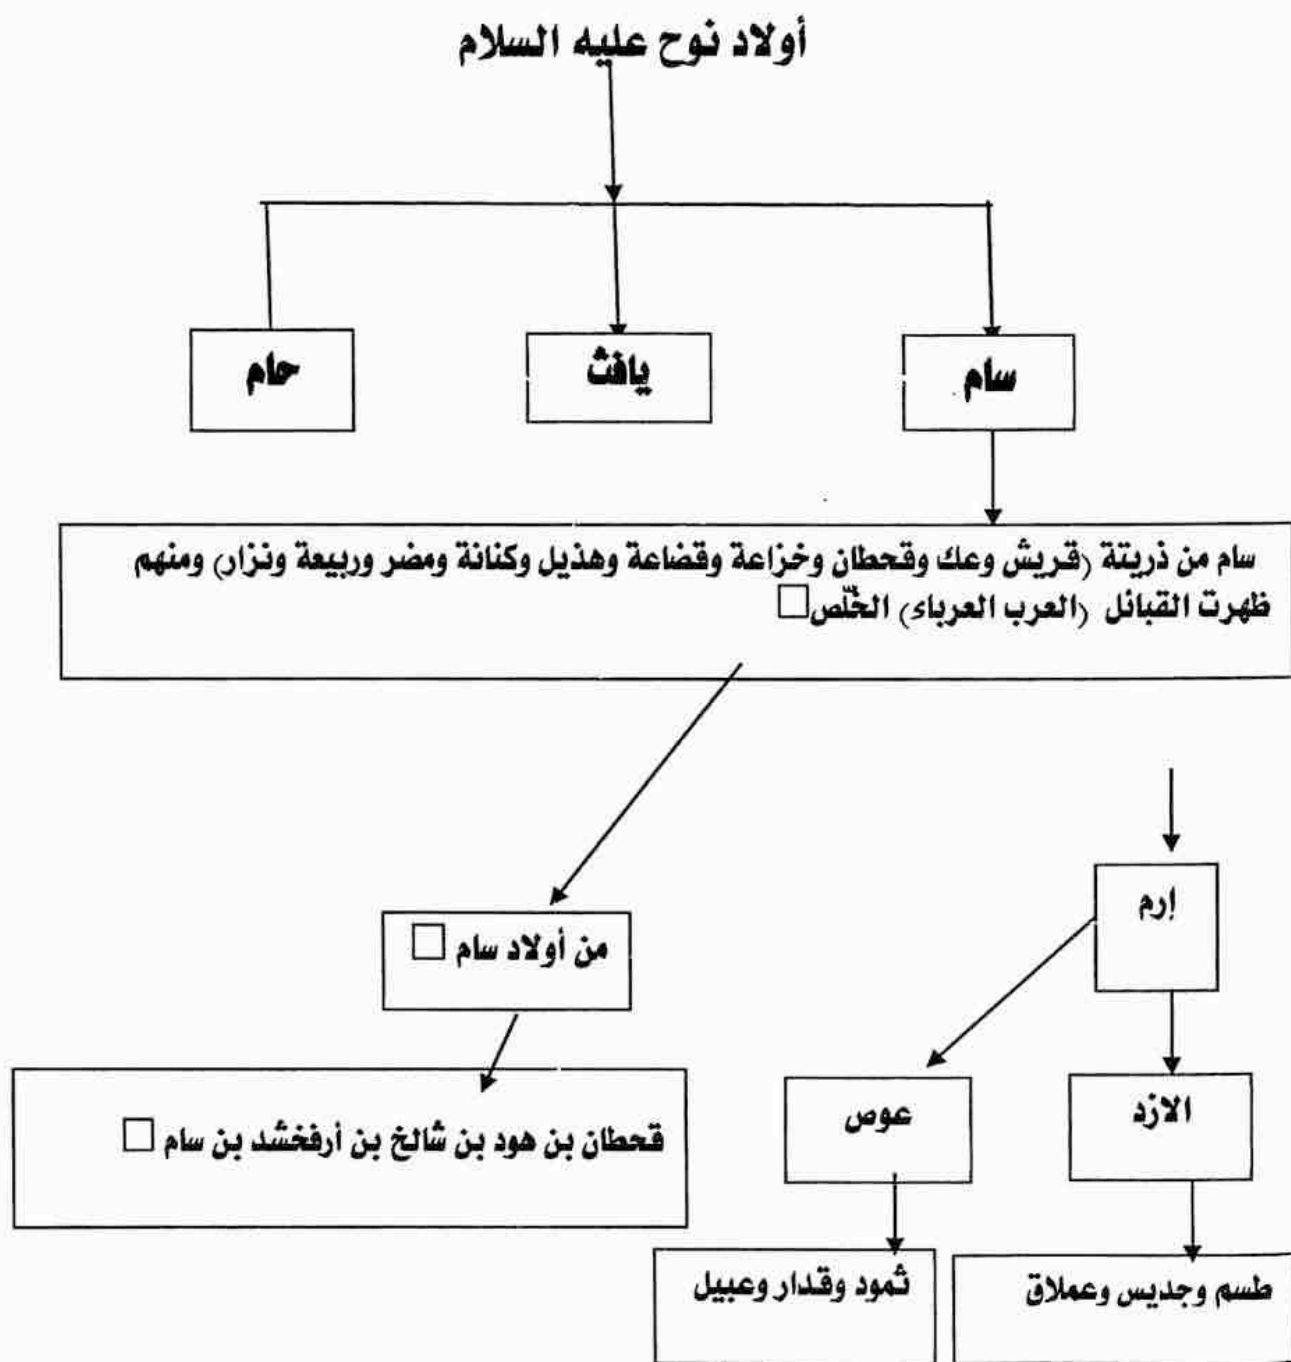 أولاد نوح عليه السلام
سام
يافث
حام
سام من ذريتة (قريش وعك وقحطان وخزاعة وقضاعة وهذيل وكنانة ومضر وربيعة ونزار) ومنهم
ظهرت القبائل (العرب العرباء) الخُلّص
إرم
من أولاد سام
الازد
عوص
قحطان بن هود بن شالخ بن أرفخشد بن سام
طسم وجديس وعملاق
ثمود وقدار وعبيل